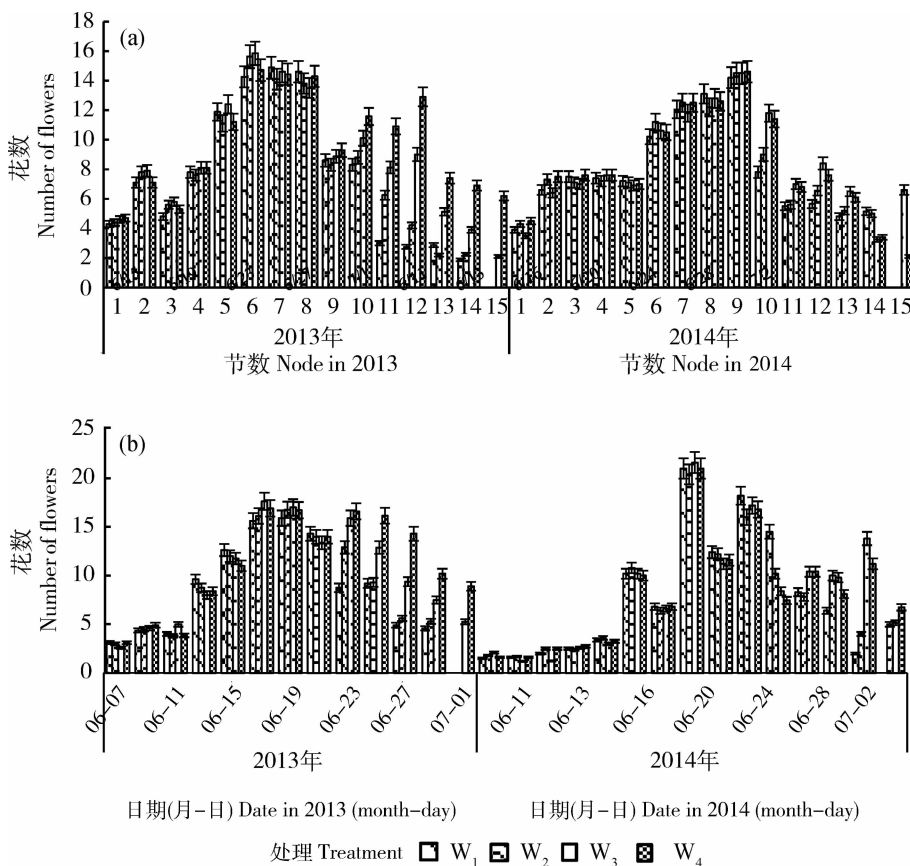 (a)
花数
Number of flowers
18
16
14
12
10
8
6
4
2
0
1 2 3 4 5 6 7 8 9 10 11 12 13 14 15 1 2 3 4 5 6 7 8 9 10 11 12 13 14 15
2013年 2014年
节数 Node in 2013 节数 Node in 2014
(b)
花数
Number of flowers
25
20
15
10
5
0
06-07 06-11 06-15 06-19 06-23 06-27 07-01 06-11 06-13 06-16 06-20 06-24 06-28 07-02
2013年 2014年
日期(月-日) Date in 2013 (month-day) 日期(月-日) Date in 2014 (month-day)
处理 Treatment W₁ W₂ W₃ W₄